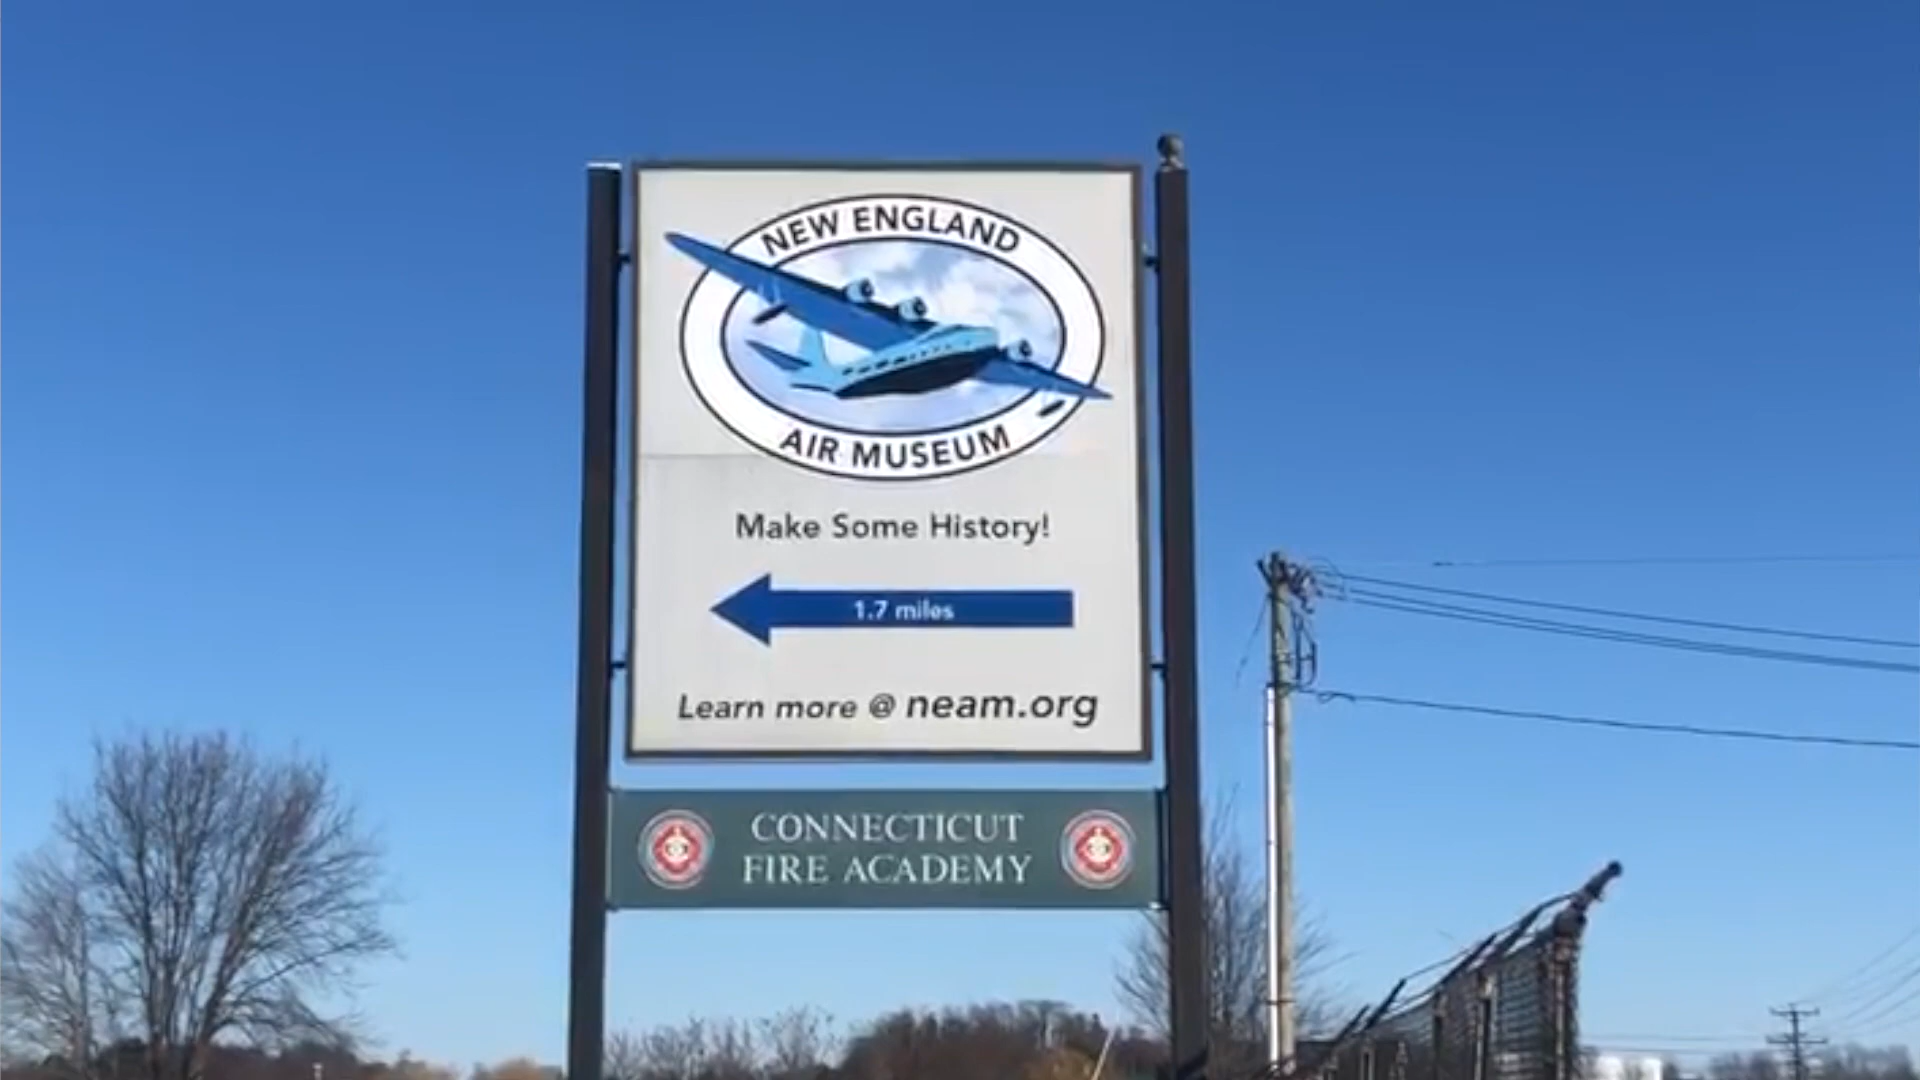 NEW ENGLAND
AIR MUSEUM
Make Some History!
1.7 miles
Learn more @ neam.org
CONNECTICUT
FIRE ACADEMY